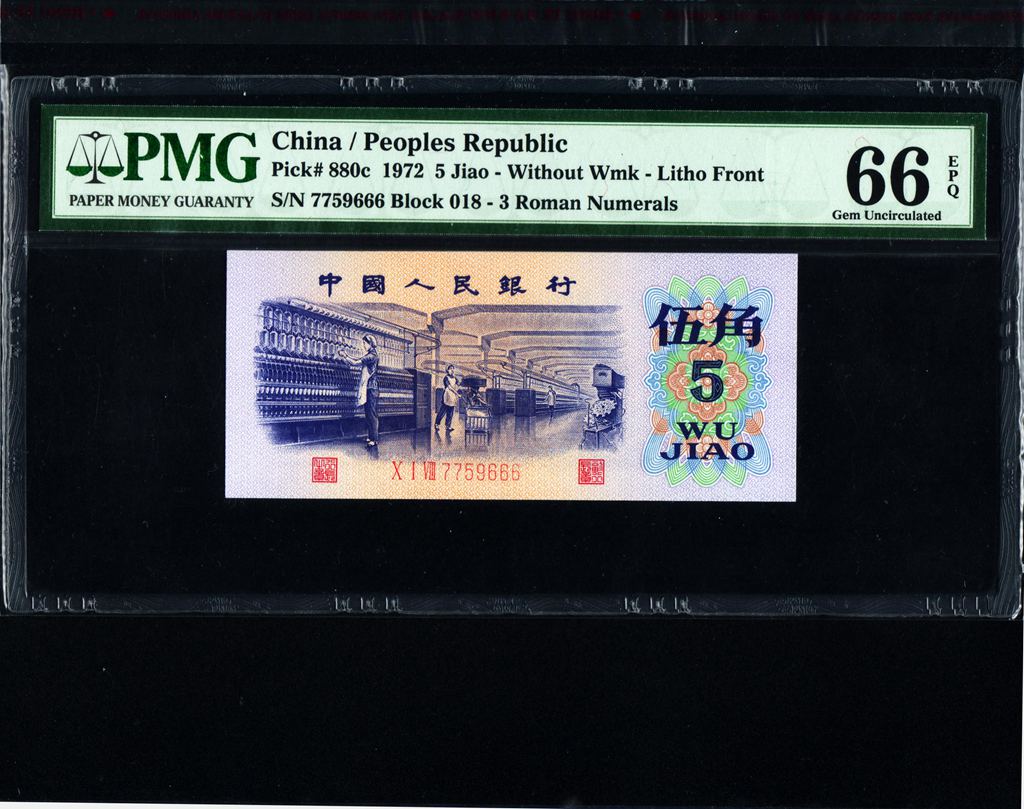 PMG
PAPER MONEY GUARANTY
China / Peoples Republic
Pick# 880c 1972 5 Jiao - Without Wmk - Litho Front
S/N 7759666 Block 018 - 3 Roman Numerals
66 EPQ
Gem Uncirculated
中國人民銀行
伍角
5
WU
JIAO
X I VIII 7759666